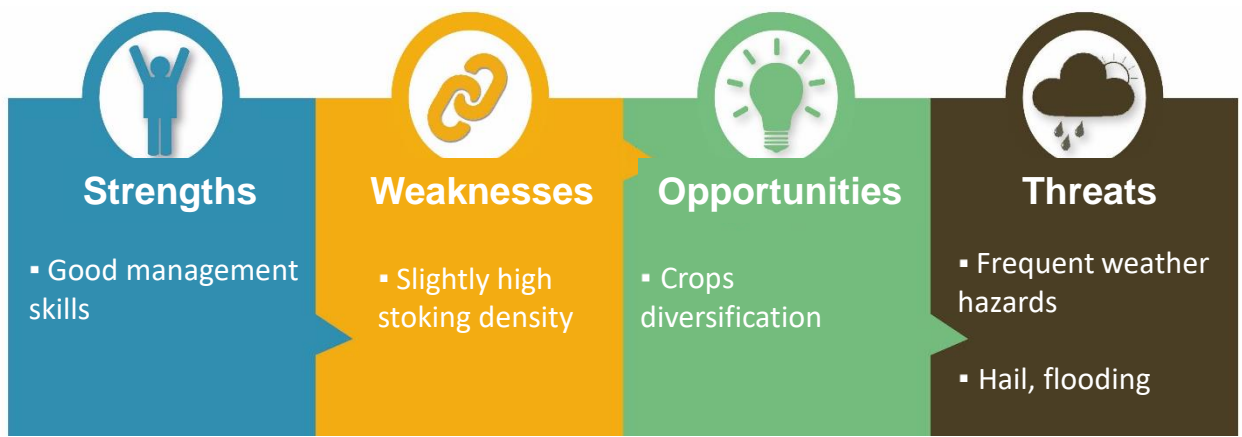 Strengths
▪ Good management
skills
Weaknesses
▪ Slightly high
stoking density
Opportunities
▪ Crops
diversification
Threats
▪ Frequent weather
hazards
▪ Hail, flooding